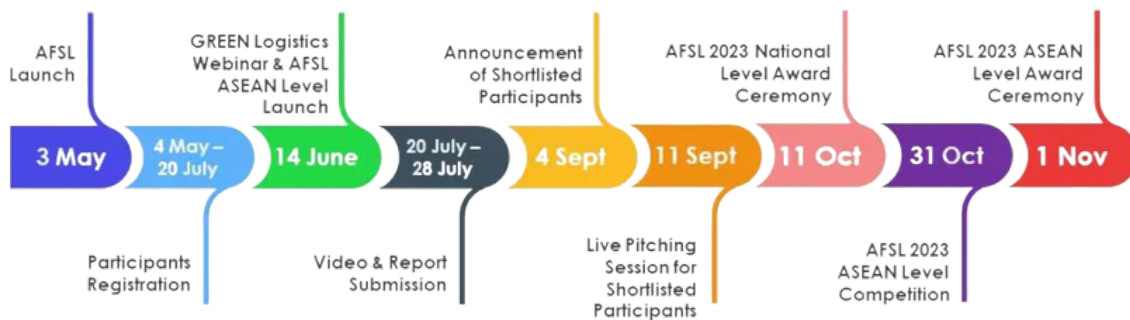 AFSL
Launch
GREEN Logistics
Webinar & AFSL
ASEAN Level
Launch
Announcement
of Shortlisted
Participants
AFSL 2023 National
Level Award
Ceremony
AFSL 2023 ASEAN
Level Award
Ceremony
3 May
4 May –
20 July
14 June
20 July –
28 July
4 Sept
11 Sept
11 Oct
31 Oct
1 Nov
Participants
Registration
Video & Report
Submission
Live Pitching
Session for
Shortlisted
Participants
AFSL 2023
ASEAN Level
Competition